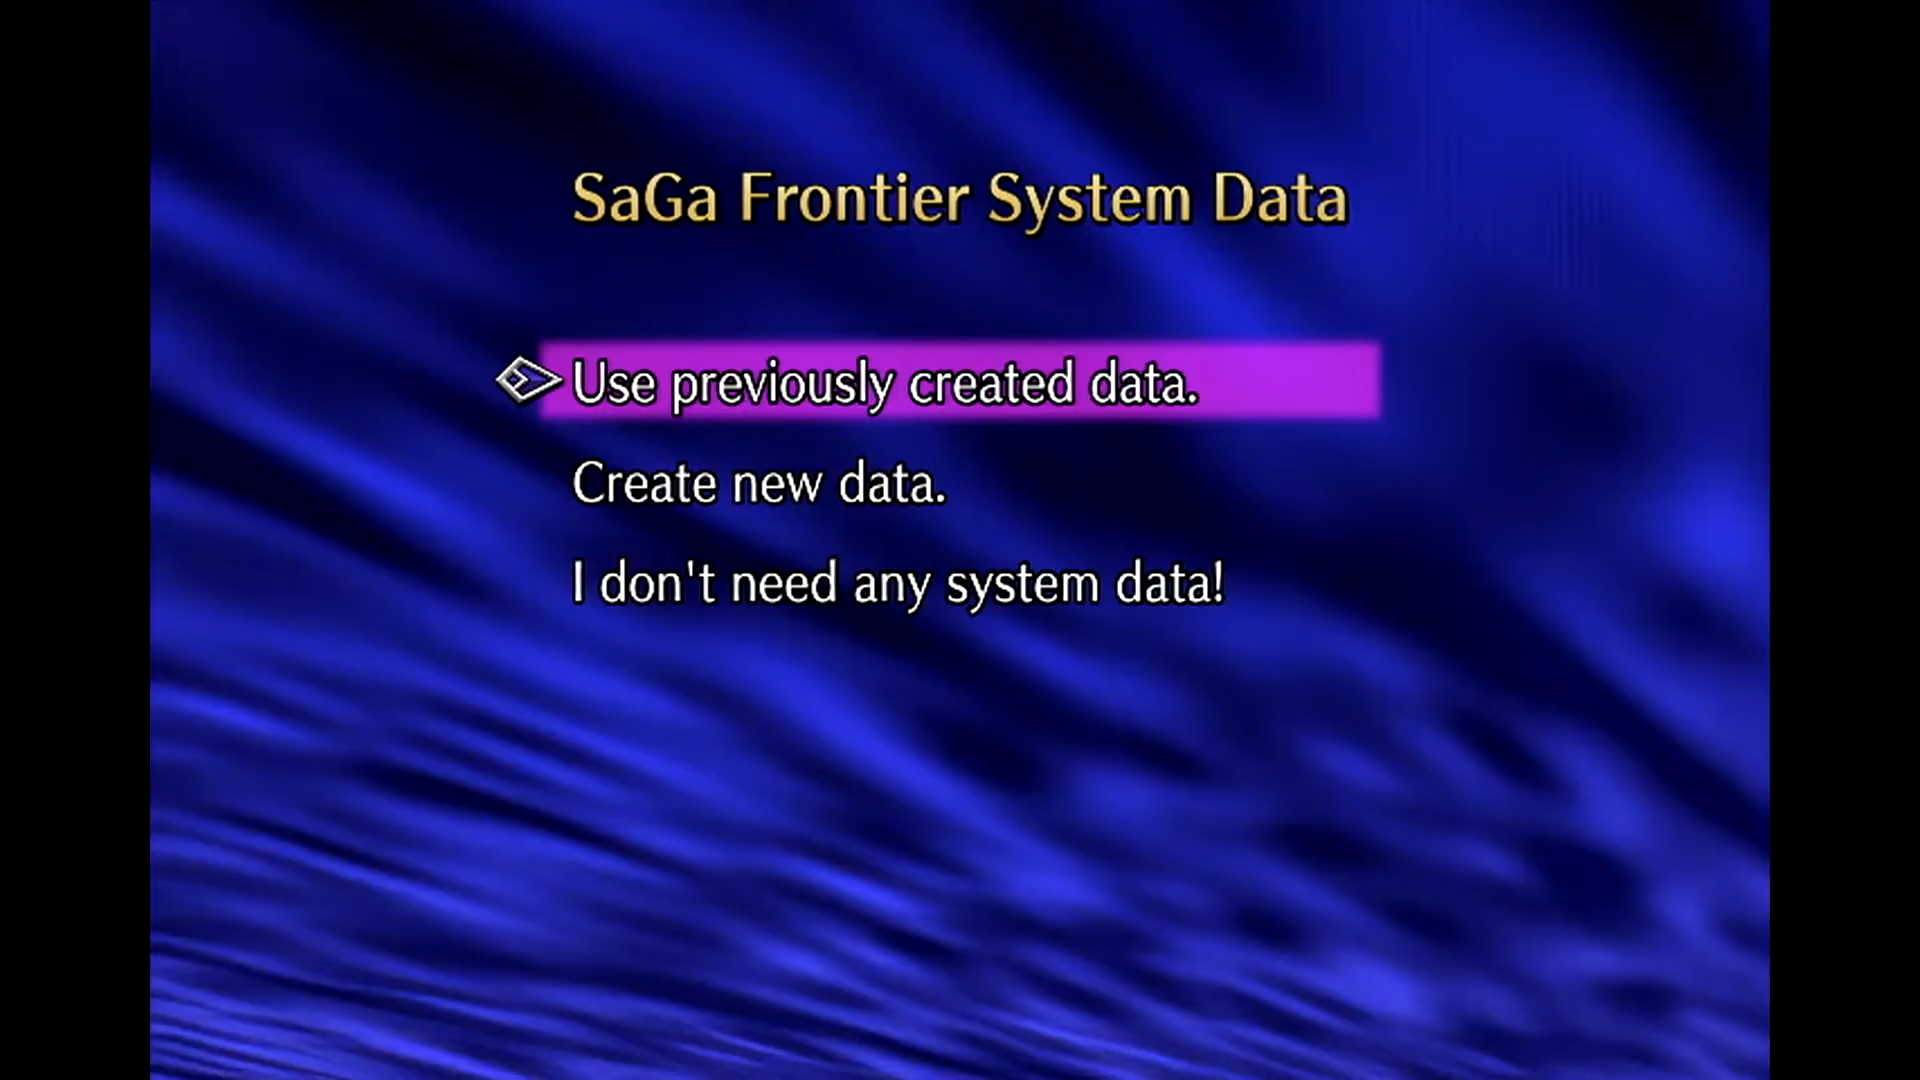 SaGa Frontier System Data
Use previously created data.
Create new data.
I don't need any system data!